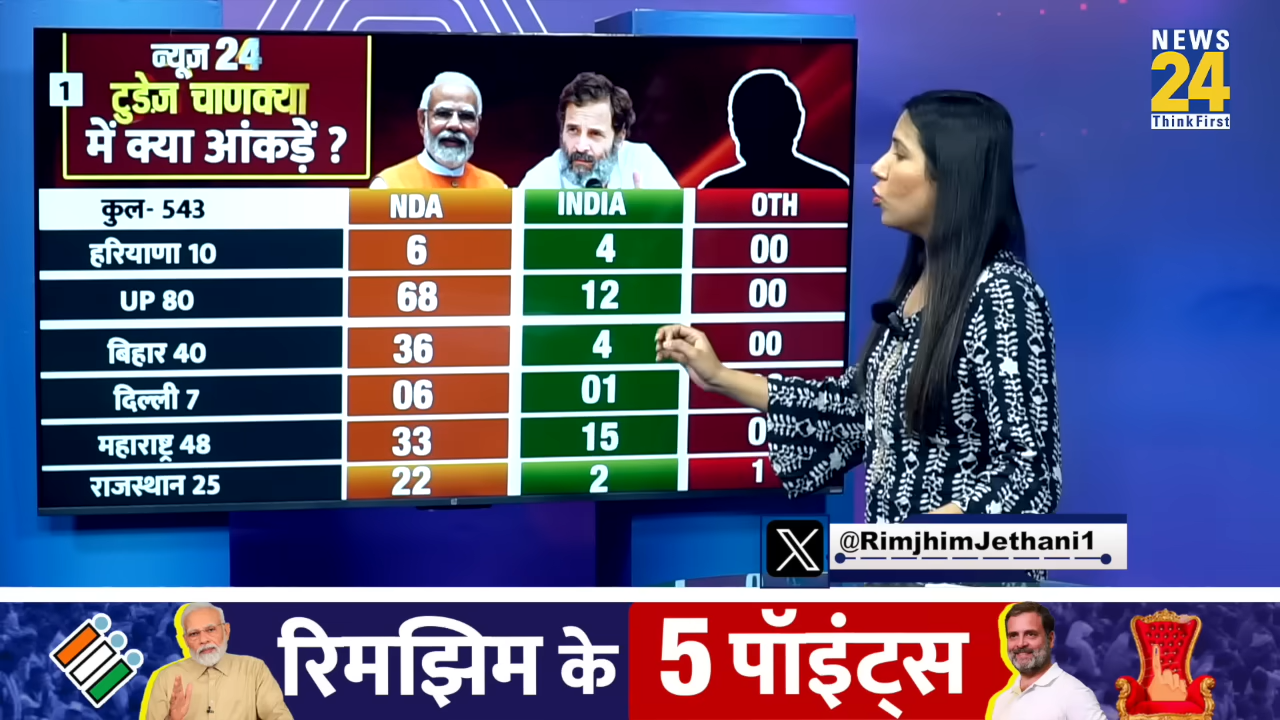 न्यूज़ 24
1
टुडेज़ चाणक्या
में क्या आंकड़ें ?
कुल- 543 NDA INDIA OTH
हरियाणा 10 6 4 00
UP 80 68 12 00
बिहार 40 36 4 00
दिल्ली 7 06 01
महाराष्ट्र 48 33 15 0
राजस्थान 25 22 2 1
NEWS
24
ThinkFirst
@RimjhimJethani1
रिमझिम के 5 पॉइंट्स